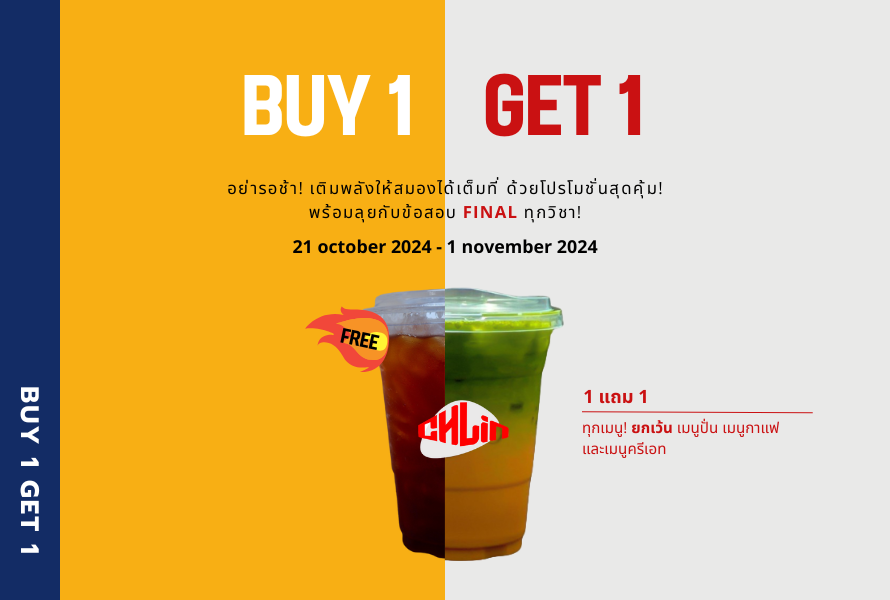 BUY 1 GET 1
อย่ารอช้า! เติมพลังให้สมองได้เต็มที่ ด้วยโปรโมชั่นสุดคุ้ม!
พร้อมลุยกับข้อสอบ FINAL ทุกวิชา!
21 october 2024 - 1 november 2024
FREE
CHLin
1 แถม 1
ทุกเมนู! ยกเว้น เมนูปั่น เมนูกาแฟ
และเมนูครีเอท
BUY 1 GET 1